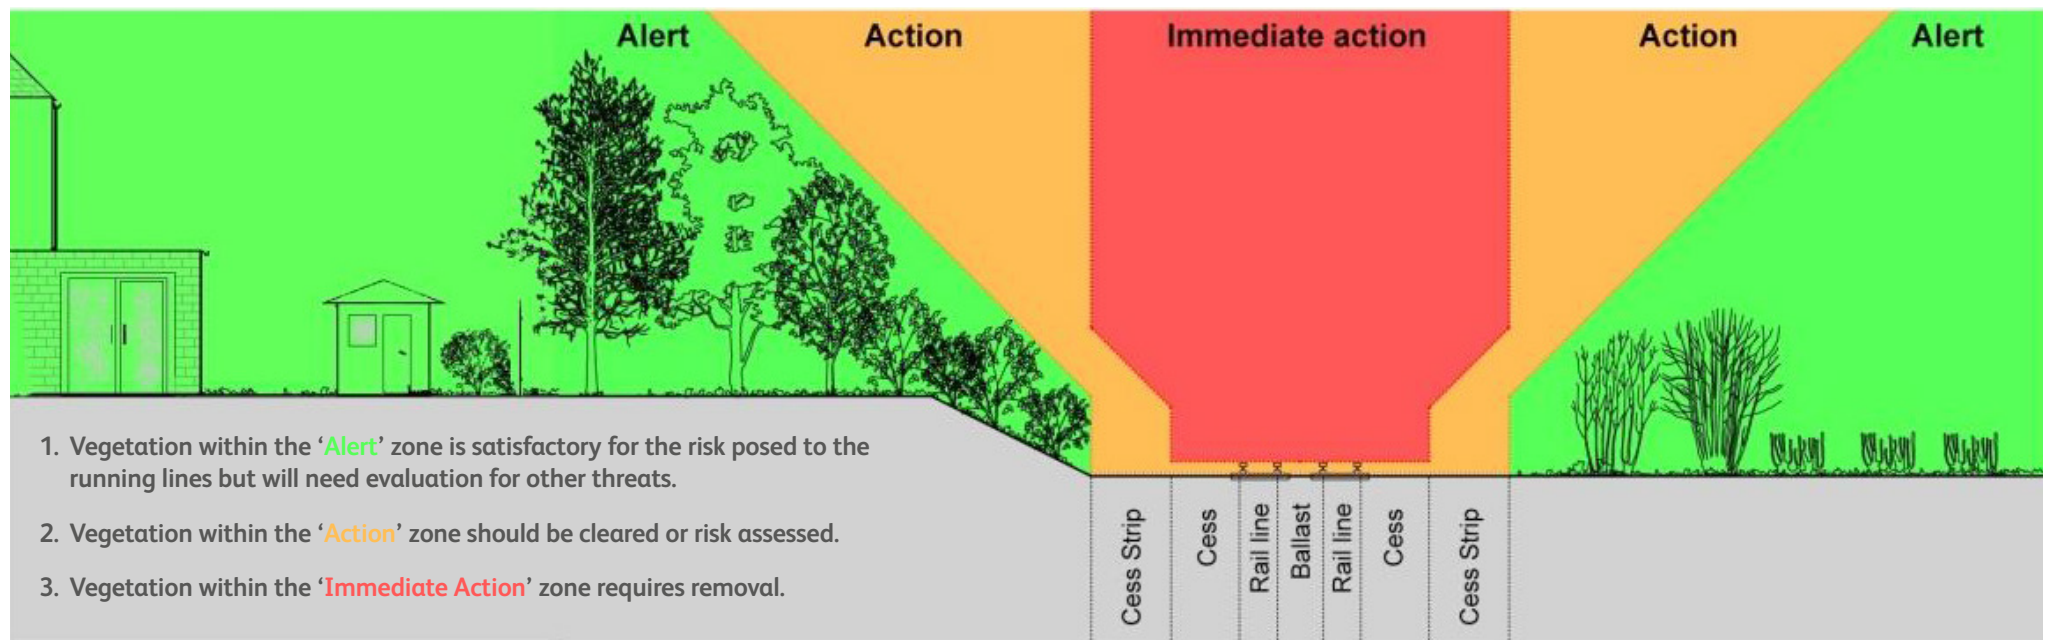 Alert
Action
Immediate action
Action
Alert
1. Vegetation within the ‘Alert’ zone is satisfactory for the risk posed to the
running lines but will need evaluation for other threats.
2. Vegetation within the ‘Action’ zone should be cleared or risk assessed.
3. Vegetation within the ‘Immediate Action’ zone requires removal.
Cess Strip
Cess
Rail line
Ballast
Rail line
Cess
Cess Strip